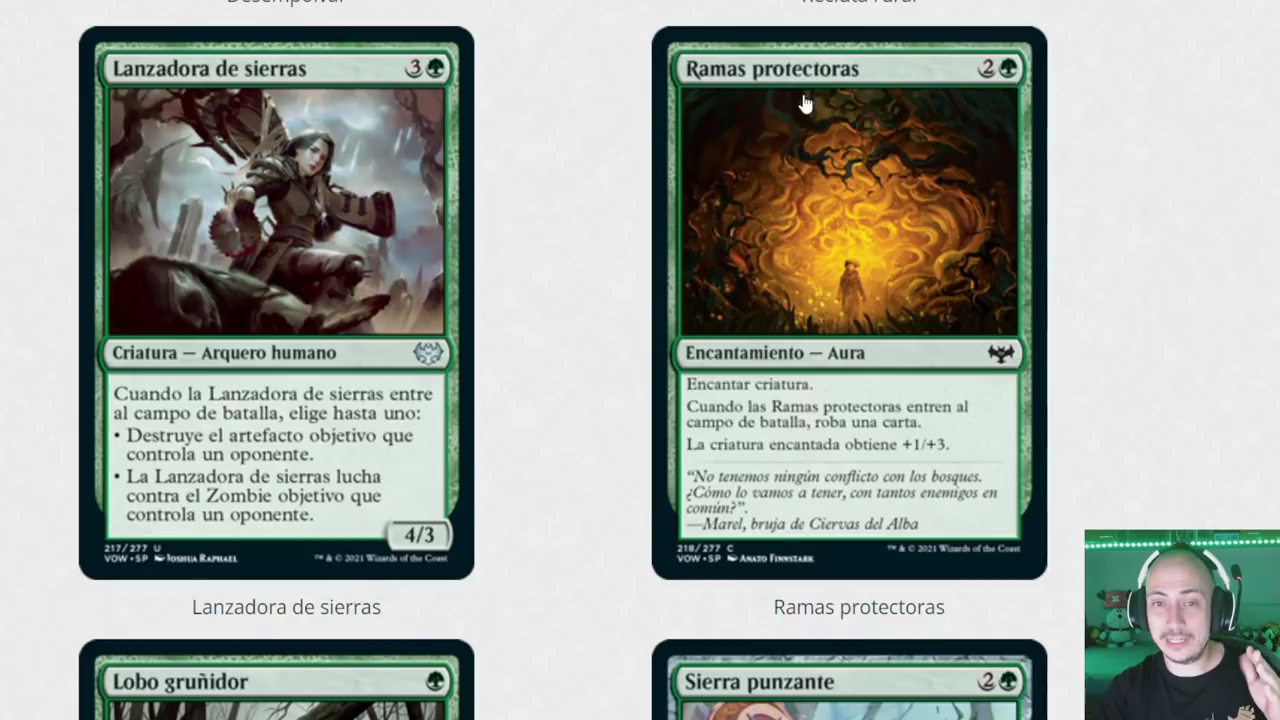 Desempolvar
Recluta rural
Lanzadora de sierras 3
Criatura — Arquero humano
Cuando la Lanzadora de sierras entre
al campo de batalla, elige hasta uno:
• Destruye el artefacto objetivo que
controla un oponente.
• La Lanzadora de sierras lucha
contra el Zombie objetivo que
controla un oponente.
4/3
217/277 U
VOW • SP Joshua Raphael
™ & © 2021 Wizards of the Coast
Lanzadora de sierras
Ramas protectoras 2
Encantamiento — Aura
Encantar criatura.
Cuando las Ramas protectoras entren al
campo de batalla, roba una carta.
La criatura encantada obtiene +1/+3.
“No tenemos ningún conflicto con los bosques.
¿Cómo lo vamos a tener, con tantos enemigos en
común?”.
—Marel, bruja de Ciervas del Alba
218/277 C
VOW • SP Anato Finnstark
™ & © 2021 Wizards of the Coast
Ramas protectoras
Lobo gruñidor
Sierra punzante 2